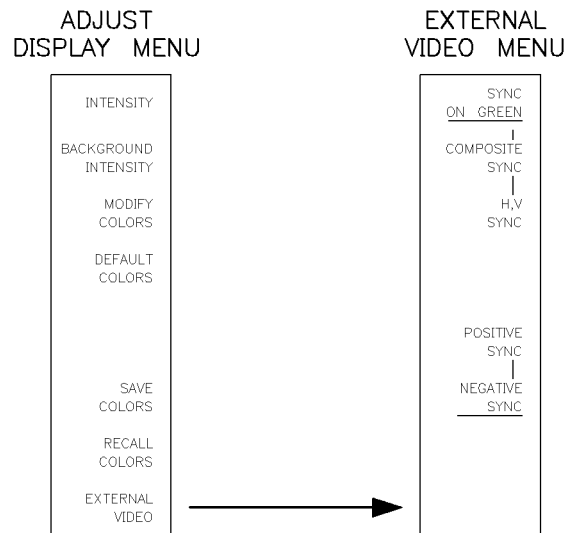 ADJUST
DISPLAY MENU
INTENSITY
BACKGROUND
INTENSITY
MODIFY
COLORS
DEFAULT
COLORS
SAVE
COLORS
RECALL
COLORS
EXTERNAL
VIDEO
EXTERNAL
VIDEO MENU
SYNC
ON GREEN
COMPOSITE
SYNC
H,V
SYNC
POSITIVE
SYNC
NEGATIVE
SYNC